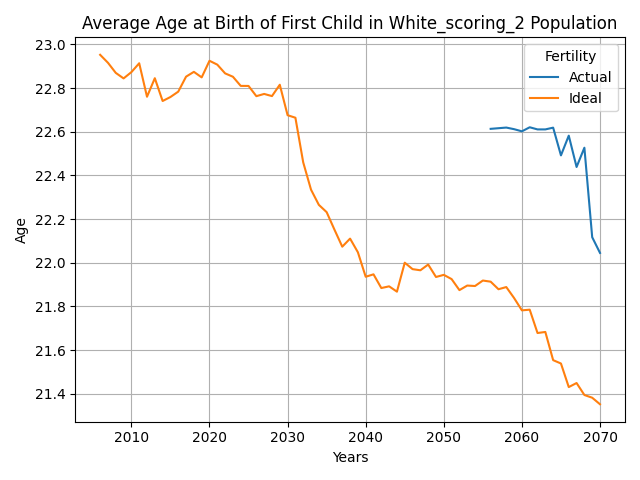 Average Age at Birth of First Child in White_scoring_2 Population
Fertility
Actual
Ideal
Age
23.0
22.8
22.6
22.4
22.2
22.0
21.8
21.6
21.4
2010 2020 2030 2040 2050 2060 2070
Years